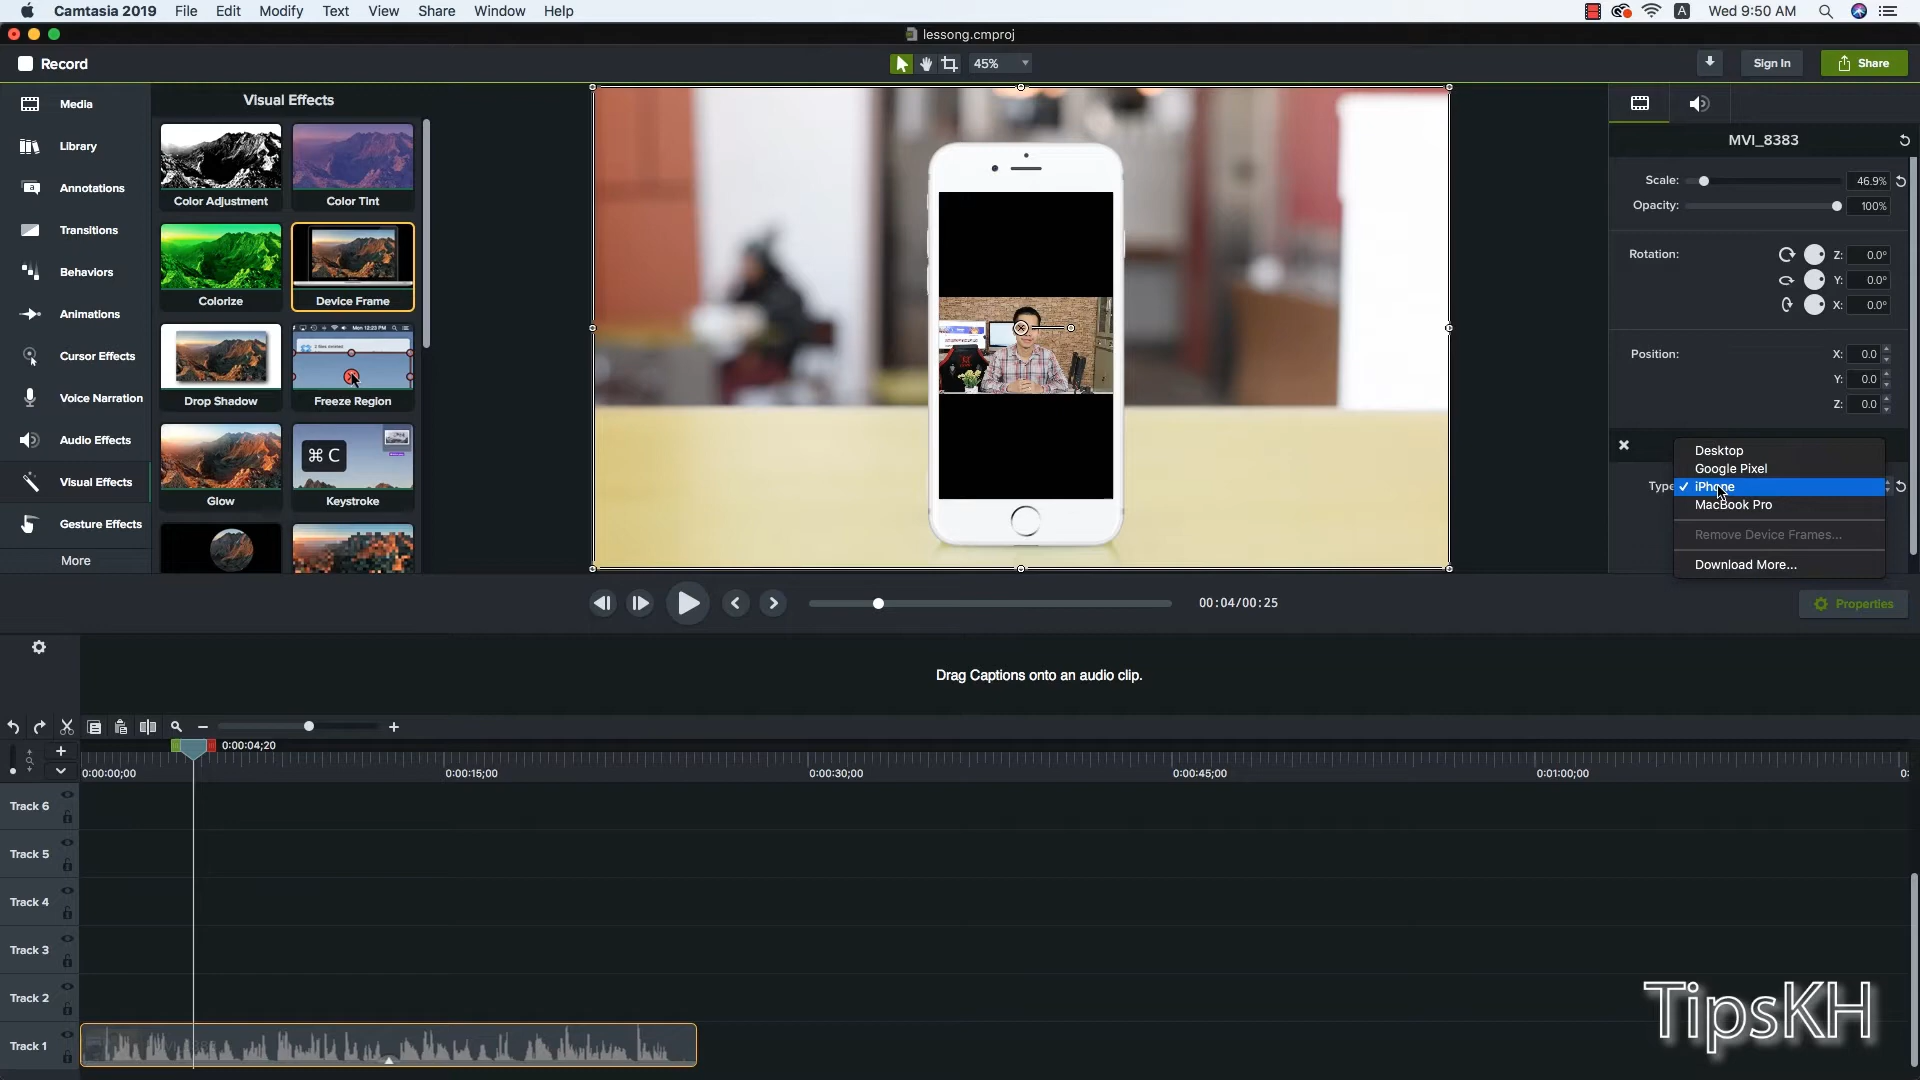 Camtasia 2019 File Edit Modify Text View Share Window Help
A Wed 9:50 AM
lessong.cmproj
Record
45%
Sign In
Share
Media
Library
Annotations
Transitions
Behaviors
Animations
Cursor Effects
Voice Narration
Audio Effects
Visual Effects
Gesture Effects
More
Visual Effects
Color Adjustment
Color Tint
Colorize
Device Frame
Drop Shadow
Freeze Region
⌘ C
Glow
Keystroke
MVI_8383
Scale: 46.9%
Opacity: 100%
Rotation: Z: 0.0°
Y: 0.0°
X: 0.0°
Position: X: 0.0
Y: 0.0
Z: 0.0
Type
Desktop
Google Pixel
✓ iPhone
MacBook Pro
Remove Device Frames...
Download More...
00:04/00:25
Properties
Drag Captions onto an audio clip.
0:00:04;20
0:00:00;00
0:00:15;00
0:00:30;00
0:00:45;00
0:01:00;00
Track 6
Track 5
Track 4
Track 3
Track 2
Track 1
TipsKH